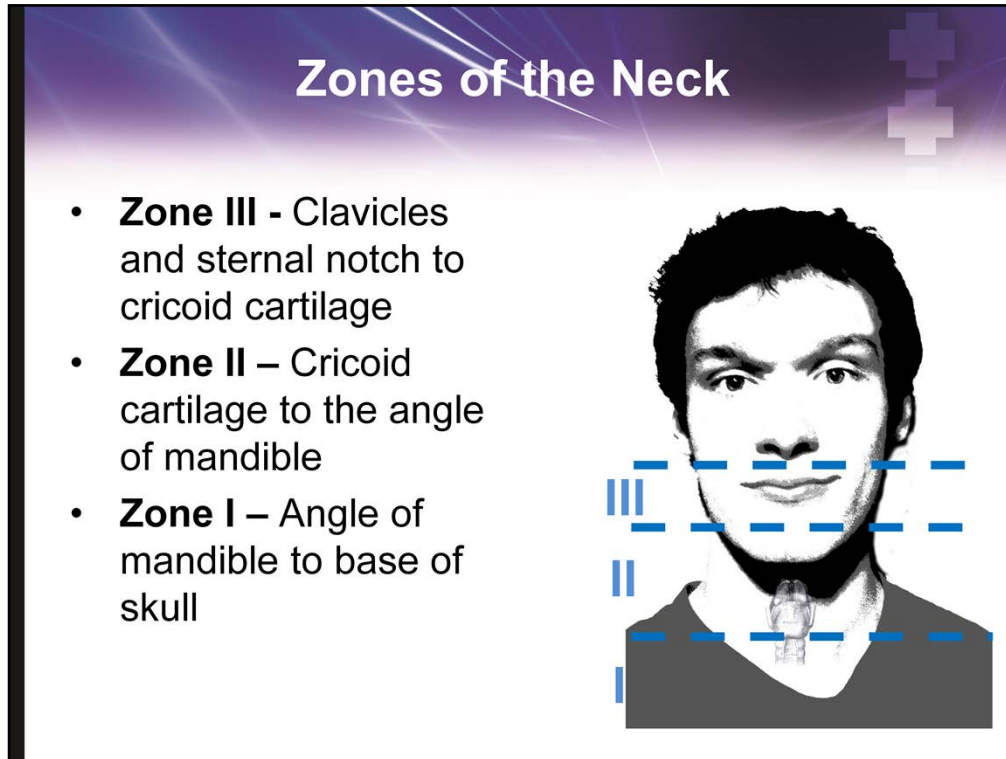 Zones of the Neck
• Zone III - Clavicles
and sternal notch to
cricoid cartilage
• Zone II – Cricoid
cartilage to the angle
of mandible
• Zone I – Angle of
mandible to base of
skull
III
II
I